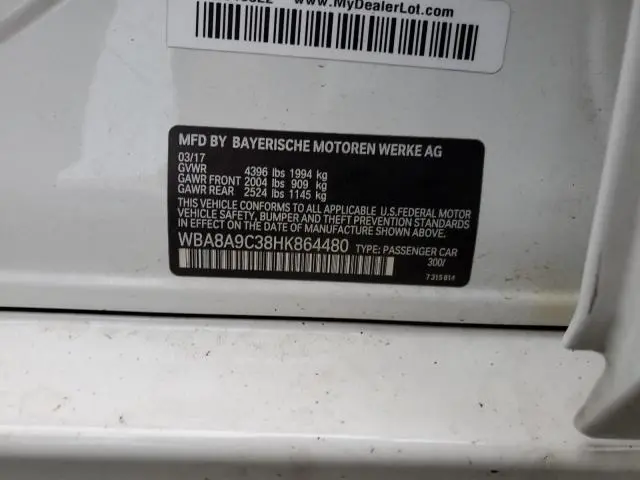 www.MyDealerLot.com
MFD BY BAYERISCHE MOTOREN WERKE AG
03/17
GVWR 4396 lbs 1994 kg
GAWR FRONT 2004 lbs 909 kg
GAWR REAR 2524 lbs 1145 kg
THIS VEHICLE CONFORMS TO ALL APPLICABLE U.S.FEDERAL MOTOR
VEHICLE SAFETY, BUMPER AND THEFT PREVENTION STANDARDS
IN EFFECT ON THE DATE OF MANUFACTURE SHOWN ABOVE.
WBA8A9C38HK864480 TYPE: PASSENGER CAR
300/
7315814